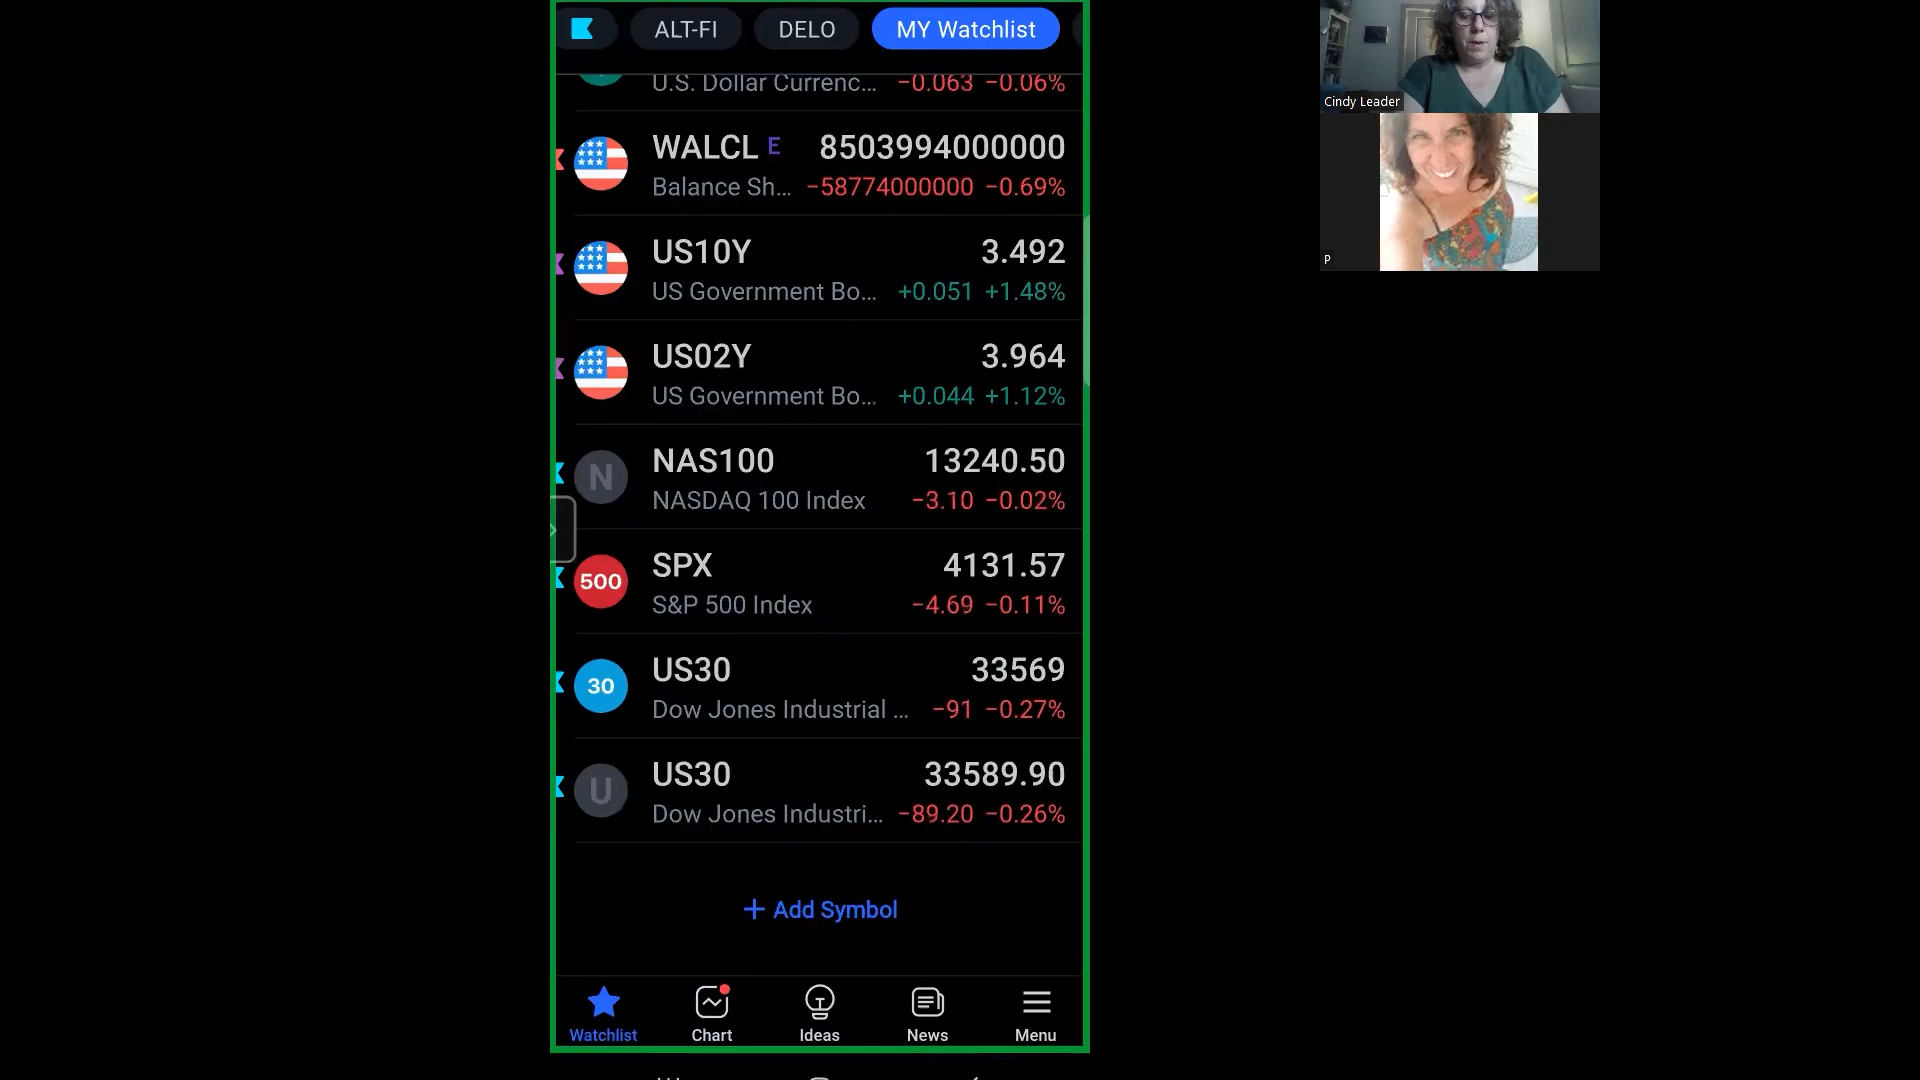 ALT-FI DELO MY Watchlist
U.S. Dollar Currenc... −0.063 −0.06%
WALCL E 8503994000000
Balance Sh... −58774000000 −0.69%
US10Y 3.492
US Government Bo... +0.051 +1.48%
US02Y 3.964
US Government Bo... +0.044 +1.12%
N NAS100 13240.50
NASDAQ 100 Index −3.10 −0.02%
500 SPX 4131.57
S&P 500 Index −4.69 −0.11%
30 US30 33569
Dow Jones Industrial ... −91 −0.27%
U US30 33589.90
Dow Jones Industri... −89.20 −0.26%
+ Add Symbol
Watchlist Chart Ideas News Menu
Cindy Leader
P